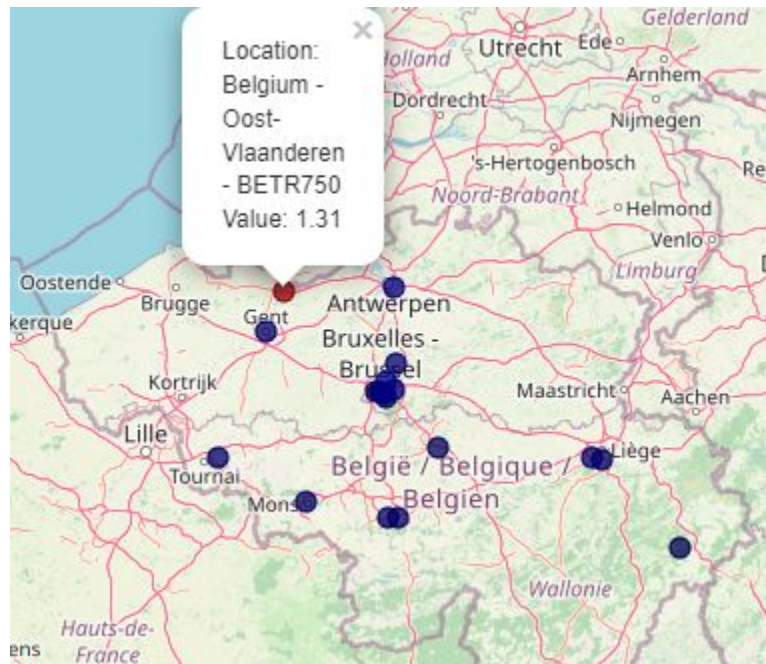 ×
Location:
Belgium -
Oost-
Vlaanderen
- BETR750
Value: 1.31
Gelderland
Utrecht
Ede
Holland
Arnhem
Dordrecht
Nijmegen
's-Hertogenbosch
Re
Noord-Brabant
Helmond
Venlo
Limburg
Oostende
Brugge
Antwerpen
Gent
kerque
Bruxelles -
Brussel
Kortrijk
Maastricht
Aachen
Lille
Liège
Tournai
België / Belgique /
Belgien
Mons
Wallonie
Hauts-de-
France
ens